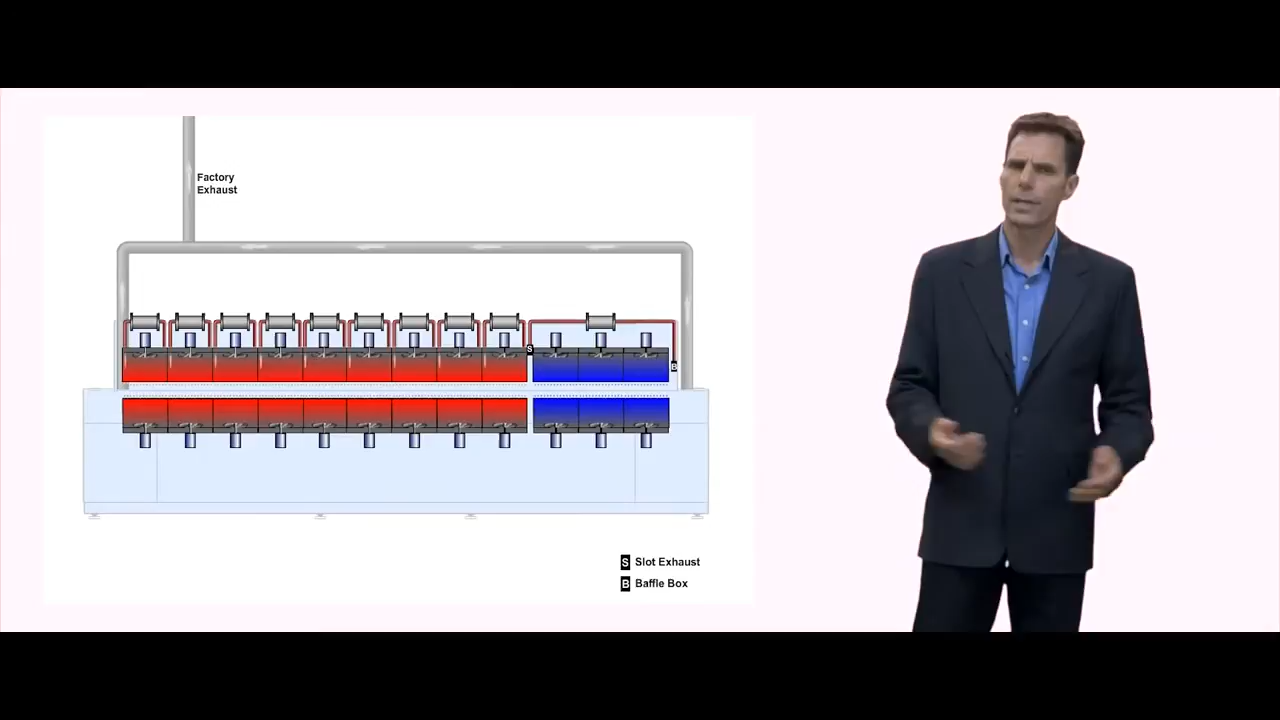 Factory
Exhaust
S
B
S Slot Exhaust
B Baffle Box